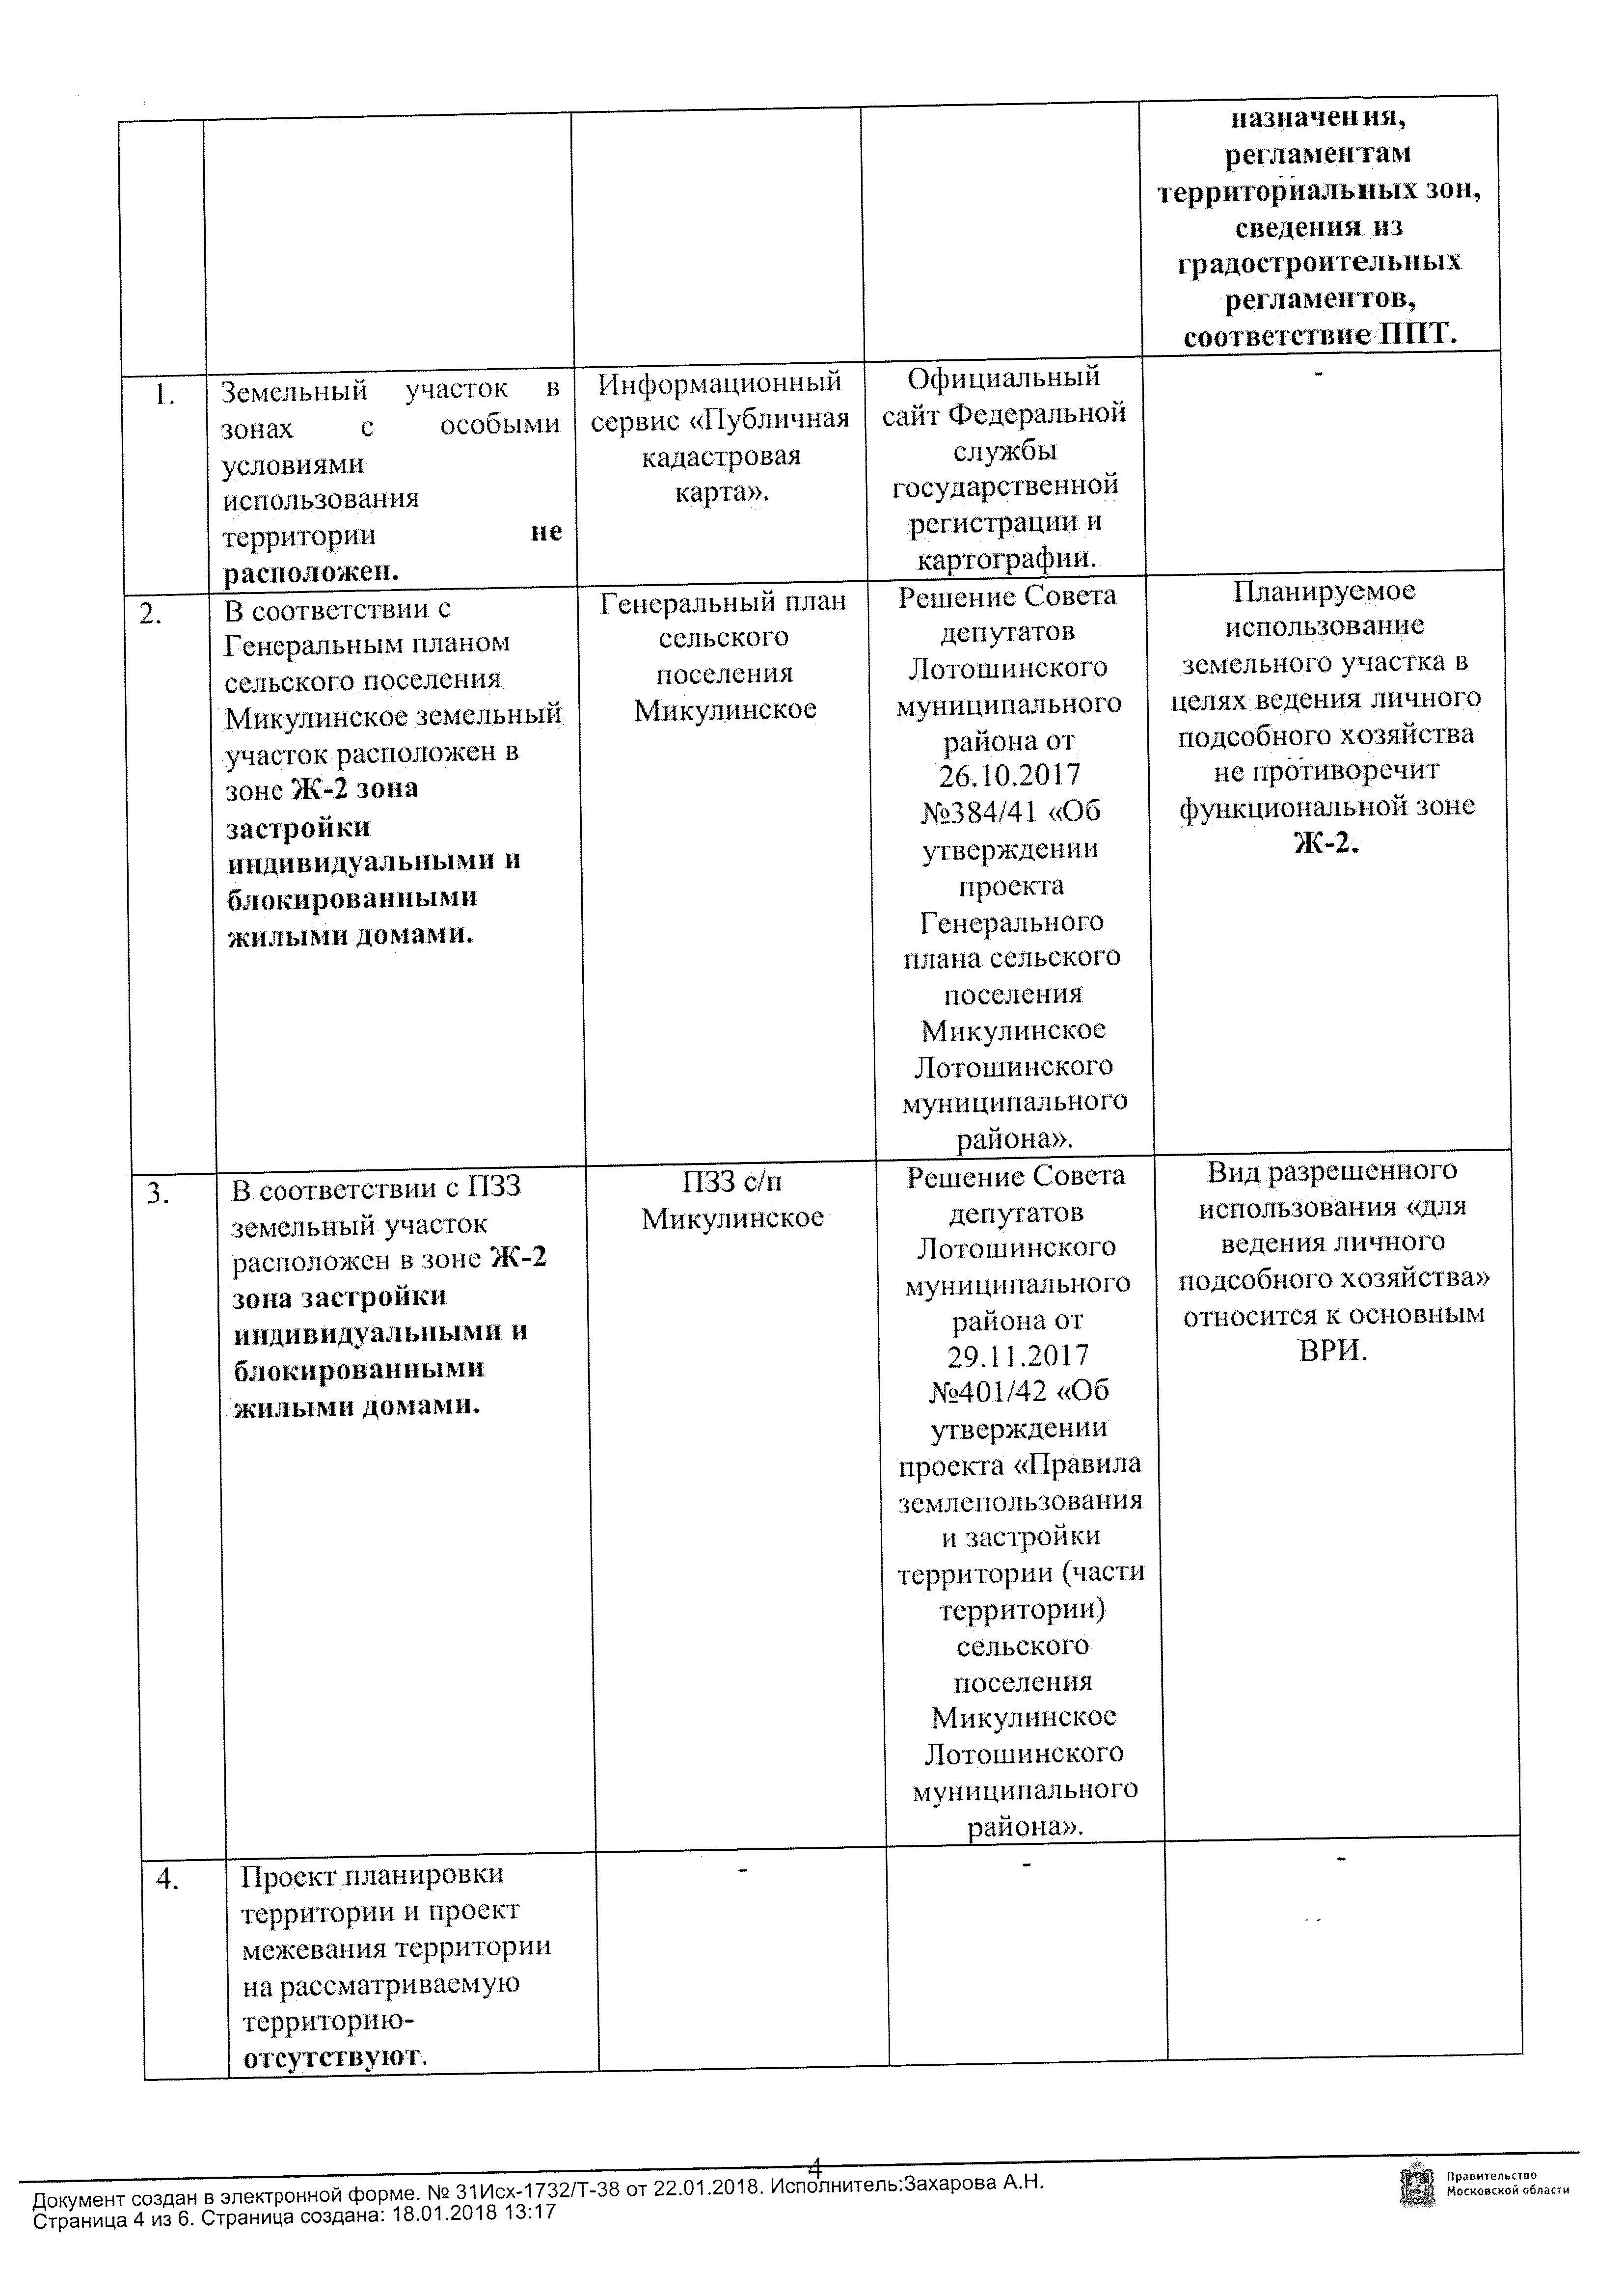 назначения,
регламентам
территориальных зон,
сведения из
градостроительных
регламентов,
соответствие ППТ.
1.
Земельный участок в
зонах с особыми
условиями
использования
территории не
расположен.
Информационный
сервис «Публичная
кадастровая
карта».
Официальный
сайт Федеральной
службы
государственной
регистрации и
картографии.
-
2.
В соответствии с
Генеральным планом
сельского поселения
Микулинское земельный
участок расположен в
зоне Ж-2 зона
застройки
индивидуальными и
блокированными
жилыми домами.
Генеральный план
сельского
поселения
Микулинское
Решение Совета
депутатов
Лотошинского
муниципального
района от
26.10.2017
№384/41 «Об
утверждении
проекта
Генерального
плана сельского
поселения
Микулинское
Лотошинского
муниципального
района».
Планируемое
использование
земельного участка в
целях ведения личного
подсобного хозяйства
не противоречит
функциональной зоне
Ж-2.
3.
В соответствии с ПЗЗ
земельный участок
расположен в зоне Ж-2
зона застройки
индивидуальными и
блокированными
жилыми домами.
ПЗЗ с/п
Микулинское
Решение Совета
депутатов
Лотошинского
муниципального
района от
29.11.2017
№401/42 «Об
утверждении
проекта «Правила
землепользования
и застройки
территории (части
территории)
сельского
поселения
Микулинское
Лотошинского
муниципального
района».
Вид разрешенного
использования «для
ведения личного
подсобного хозяйства»
относится к основным
ВРИ.
4.
Проект планировки
территории и проект
межевания территории
на рассматриваемую
территорию-
отсутствуют.
-
-
-
4
Документ создан в электронной форме. № 31Исх-1732/Т-38 от 22.01.2018. Исполнитель:Захарова А.Н.
Страница 4 из 6. Страница создана: 18.01.2018 13:17
Правительство
Московской области